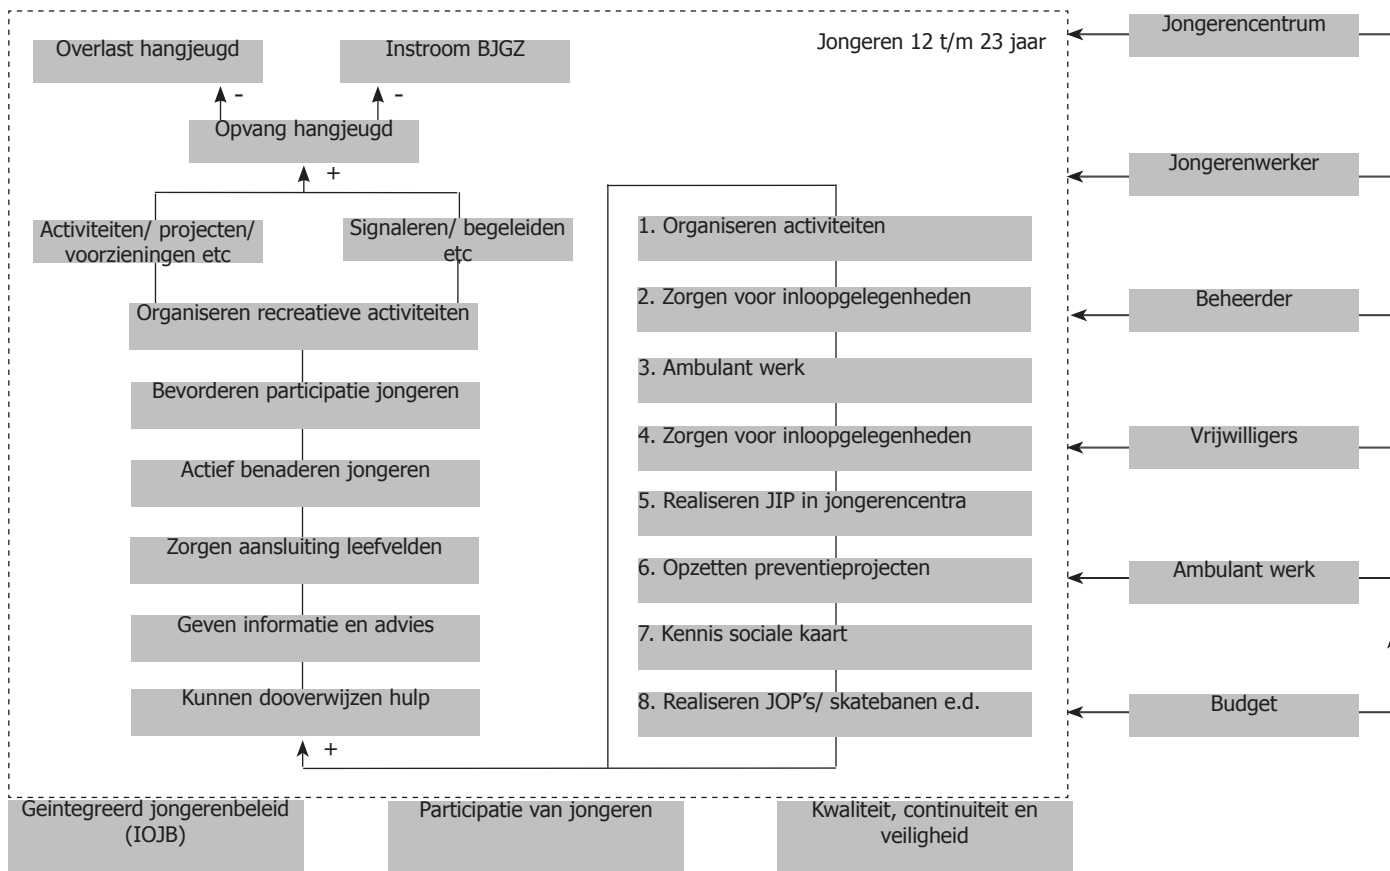 Overlast hangjeugd
Instroom BJGZ
Jongeren 12 t/m 23 jaar
-
-
Opvang hangjeugd
+
Activiteiten/ projecten/
voorzieningen etc
Signaleren/ begeleiden
etc
Organiseren recreatieve activiteiten
Bevorderen participatie jongeren
Actief benaderen jongeren
Zorgen aansluiting leefvelden
Geven informatie en advies
Kunnen dooverwijzen hulp
+
1. Organiseren activiteiten
2. Zorgen voor inloopgelegenheden
3. Ambulant werk
4. Zorgen voor inloopgelegenheden
5. Realiseren JIP in jongerencentra
6. Opzetten preventieprojecten
7. Kennis sociale kaart
8. Realiseren JOP's/ skatebanen e.d.
Jongerencentrum
Jongerenwerker
Beheerder
Vrijwilligers
Ambulant werk
Budget
Geintegreerd jongerenbeleid
(IOJB)
Participatie van jongeren
Kwaliteit, continuiteit en
veiligheid